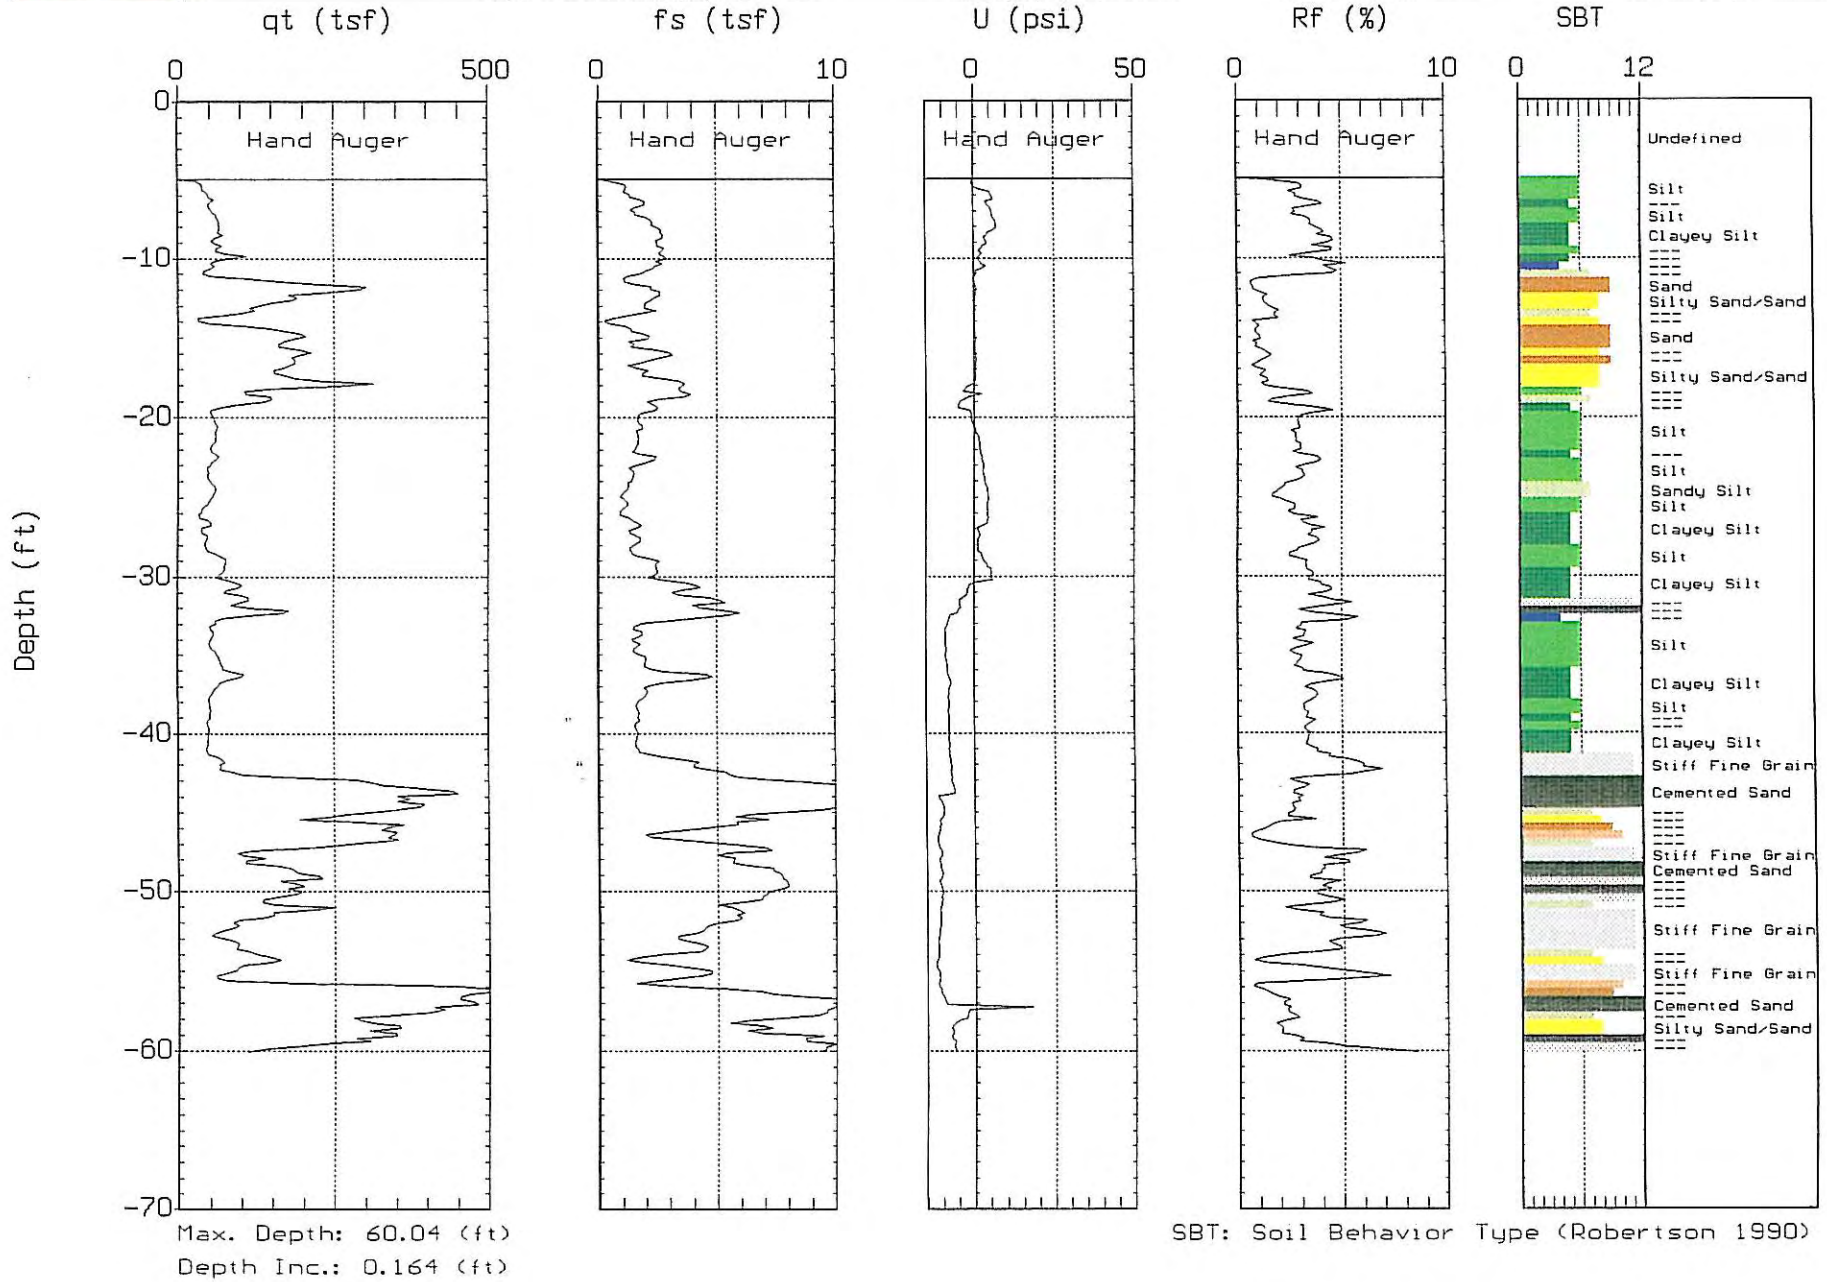 qt (tsf) fs (tsf) U (psi) Rf (%) SBT
0 500 0 10 0 50 0 10 0 12
0
Hand Auger Hand Auger Hand Auger Hand Auger
Undefined
Silt
---
Silt
Clayey Silt
---
-10
---
---
---
Sand
Silty Sand/Sand
---
---
Sand
---
---
Silty Sand/Sand
---
---
---
-20
Silt
---
Silt
Sandy Silt
Silt
Clayey Silt
Depth (ft)
Silt
-30
Clayey Silt
---
---
---
Silt
Clayey Silt
Silt
---
---
-40
Clayey Silt
Stiff Fine Grain
Cemented Sand
---
---
---
---
---
Stiff Fine Grain
Cemented Sand
---
-50
---
---
---
Stiff Fine Grain
---
---
Stiff Fine Grain
---
---
Cemented Sand
---
Silty Sand/Sand
---
---
-60
-70
Max. Depth: 60.04 (ft)
Depth Inc.: 0.164 (ft)
SBT: Soil Behavior Type (Robertson 1990)